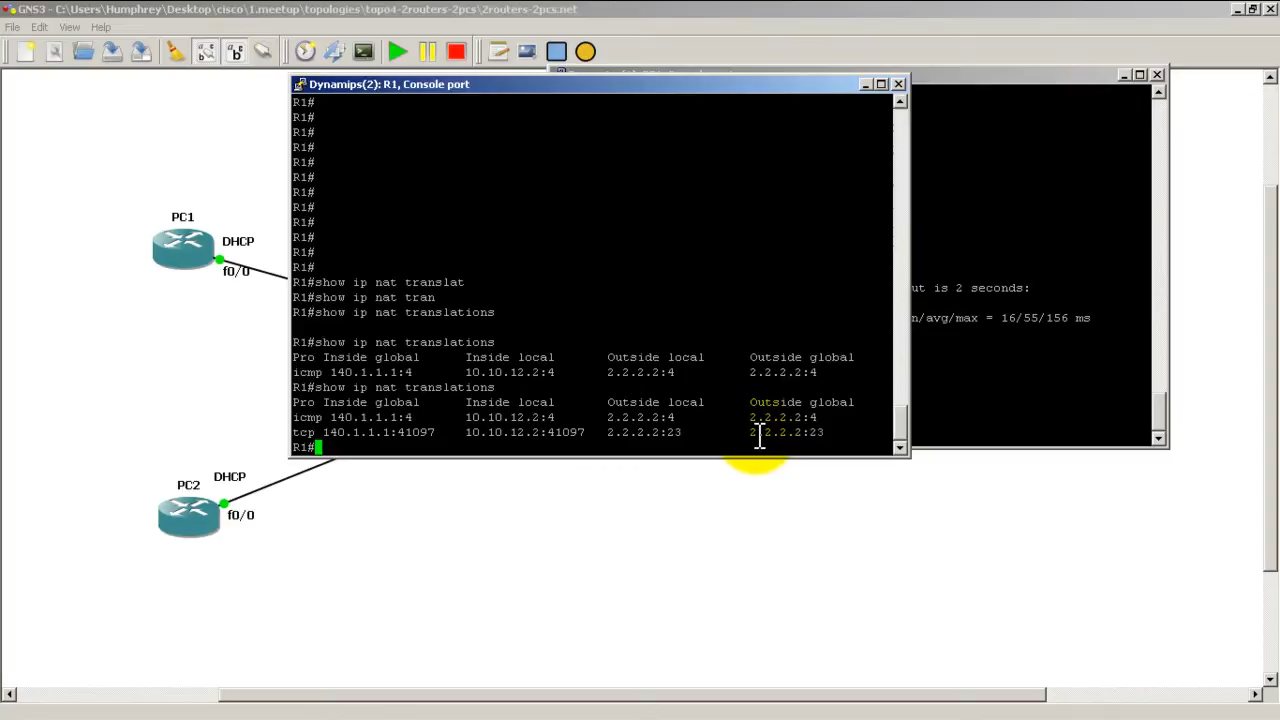 GNS3 - C:\Users\Humphrey\Desktop\cisco\1.meetup\topologies\topo4-2routers-2pcs\2routers-2pcs.net
File Edit View Help
Dynamips(2): R1, Console port
R1#
R1#
R1#
R1#
R1#
R1#
R1#
R1#
R1#
R1#
R1#
R1#
R1#show ip nat translat
R1#show ip nat tran
R1#show ip nat translations
R1#show ip nat translations
Pro Inside global Inside local Outside local Outside global
icmp 140.1.1.1:4 10.10.12.2:4 2.2.2.2:4 2.2.2.2:4
R1#show ip nat translations
Pro Inside global Inside local Outside local Outside global
icmp 140.1.1.1:4 10.10.12.2:4 2.2.2.2:4 2.2.2.2:4
tcp 140.1.1.1:41097 10.10.12.2:41097 2.2.2.2:23 2.2.2.2:23
R1#
ut is 2 seconds:
n/avg/max = 16/55/156 ms
PC1
DHCP
f0/0
DHCP
PC2
f0/0